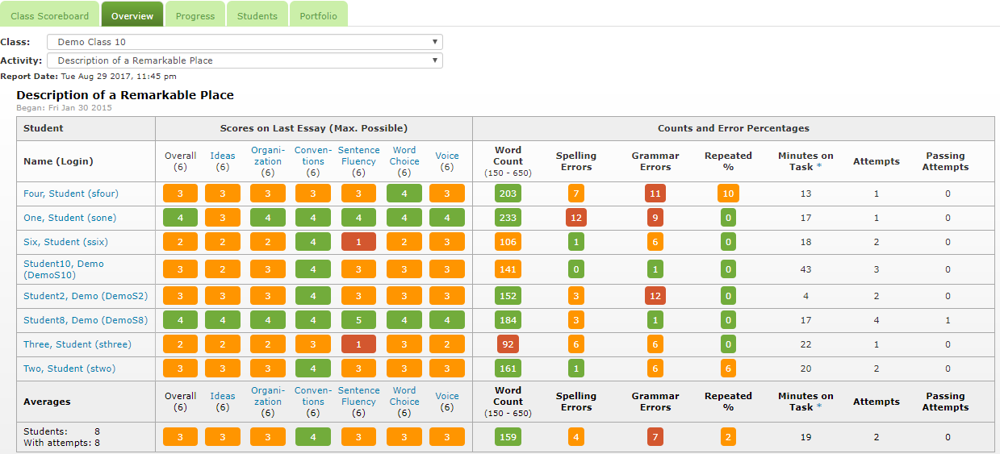 Class Scoreboard Overview Progress Students Portfolio
Class: Demo Class 10
Activity: Description of a Remarkable Place
Report Date: Tue Aug 29 2017, 11:45 pm
Description of a Remarkable Place
Began: Fri Jan 30 2015
Student Scores on Last Essay (Max. Possible) Counts and Error Percentages
Name (Login) Overall (6) Ideas (6) Organi-zation (6) Conven-tions (6) Sentence Fluency (6) Word Choice (6) Voice (6) Word Count (150 - 650) Spelling Errors Grammar Errors Repeated % Minutes on Task * Attempts Passing Attempts
Four, Student (sfour) 3 3 3 3 3 4 3 203 7 11 10 13 1 0
One, Student (sone) 4 3 4 4 4 4 4 233 12 9 0 17 1 0
Six, Student (ssix) 2 2 2 4 1 2 3 106 1 6 0 18 2 0
Student10, Demo (DemoS10) 3 2 3 4 3 3 3 141 0 1 0 43 3 0
Student2, Demo (DemoS2) 3 3 3 4 3 3 3 152 3 12 0 4 2 0
Student8, Demo (DemoS8) 4 4 4 4 5 4 4 184 3 1 0 17 4 1
Three, Student (sthree) 2 2 2 3 1 3 2 92 6 6 0 22 1 0
Two, Student (stwo) 3 3 3 4 3 3 3 161 1 6 6 20 2 0
Averages Overall (6) Ideas (6) Organi-zation (6) Conven-tions (6) Sentence Fluency (6) Word Choice (6) Voice (6) Word Count (150 - 650) Spelling Errors Grammar Errors Repeated % Minutes on Task * Attempts Passing Attempts
Students: 8
With attempts: 8 3 3 3 4 3 3 3 159 4 7 2 19 2 0